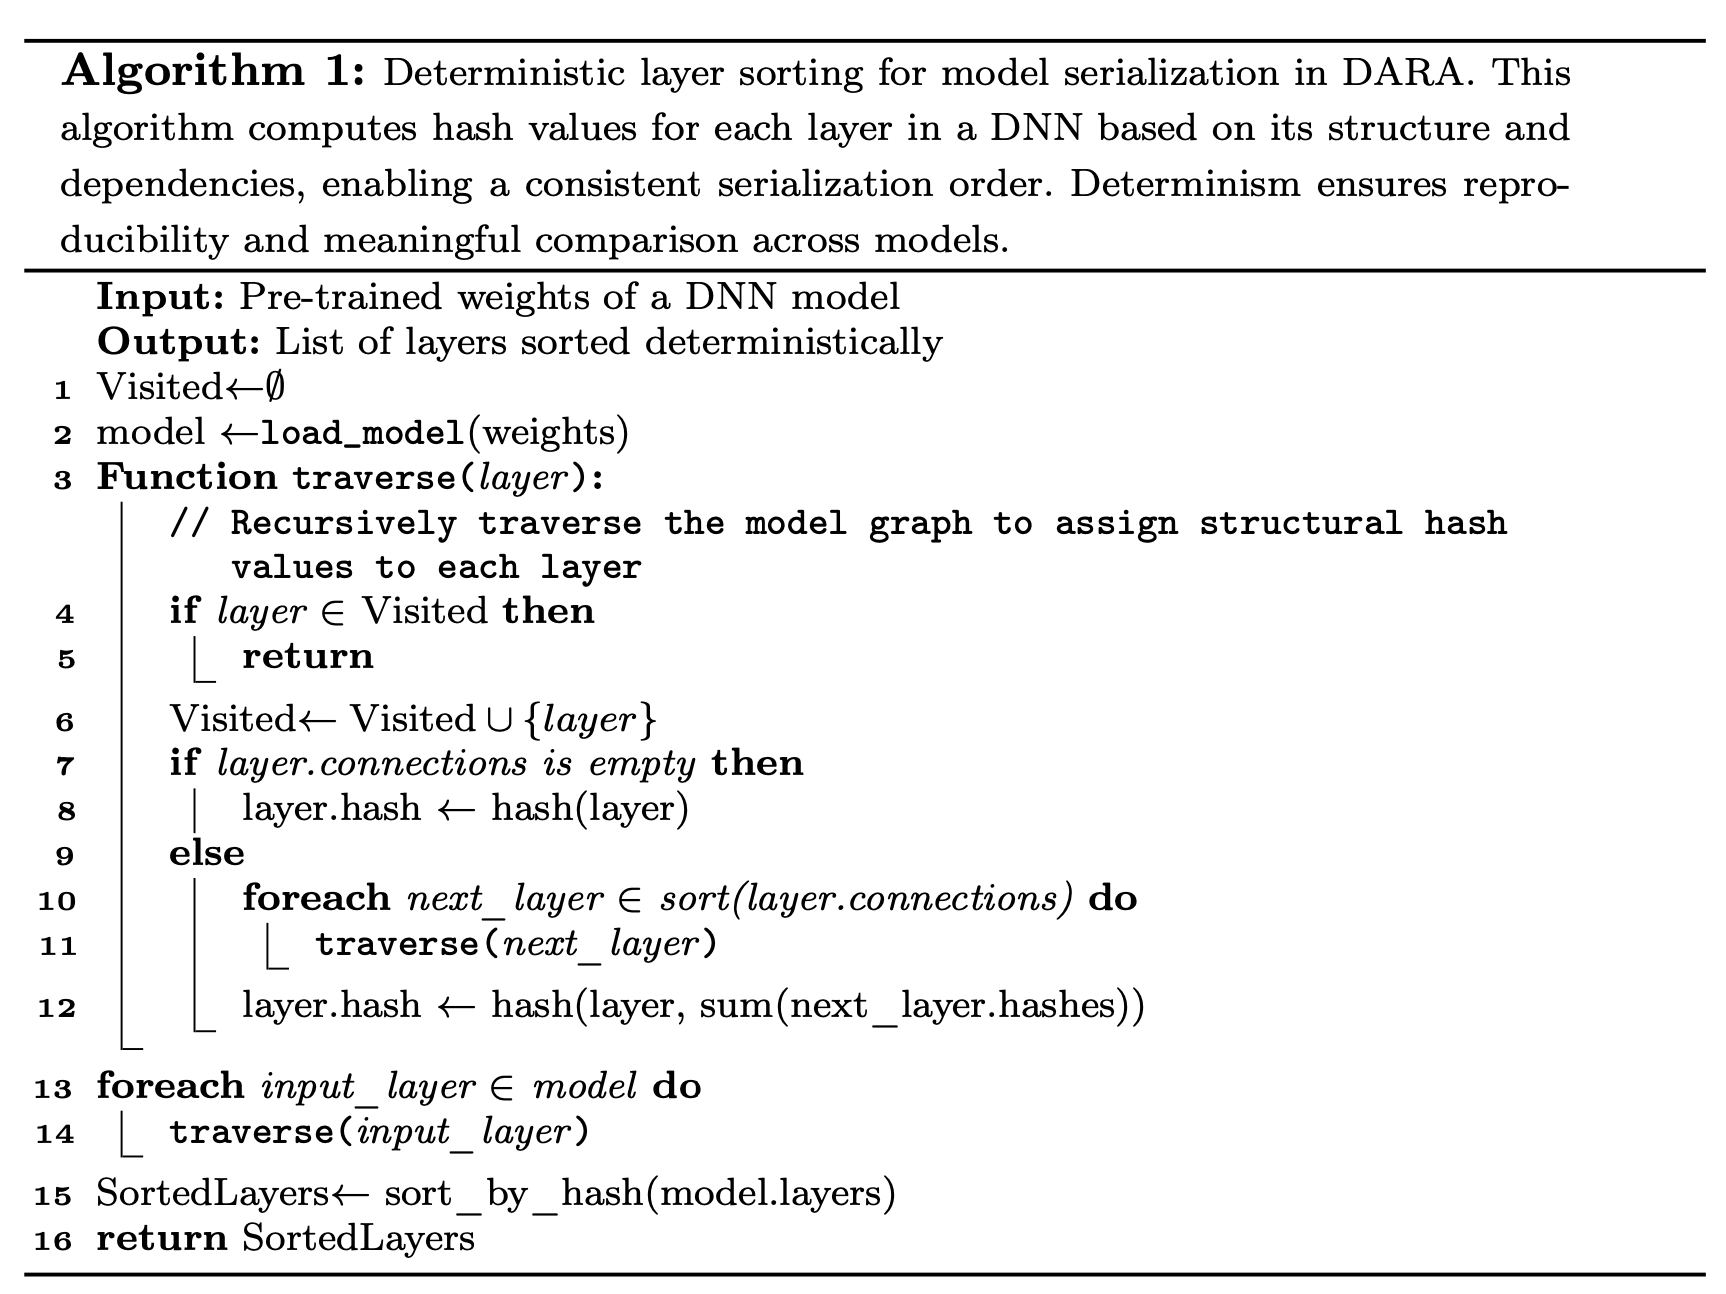 Algorithm 1: Deterministic layer sorting for model serialization in DARA. This
algorithm computes hash values for each layer in a DNN based on its structure and
dependencies, enabling a consistent serialization order. Determinism ensures repro-
ducibility and meaningful comparison across models.
Input: Pre-trained weights of a DNN model
Output: List of layers sorted deterministically
1 Visited←∅
2 model ←load_model(weights)
3 Function traverse(layer):
// Recursively traverse the model graph to assign structural hash
values to each layer
4 if layer ∈ Visited then
5 return
6 Visited← Visited ∪ {layer}
7 if layer.connections is empty then
8 layer.hash ← hash(layer)
9 else
10 foreach next_layer ∈ sort(layer.connections) do
11 traverse(next_layer)
12 layer.hash ← hash(layer, sum(next_layer.hashes))
13 foreach input_layer ∈ model do
14 traverse(input_layer)
15 SortedLayers← sort_by_hash(model.layers)
16 return SortedLayers